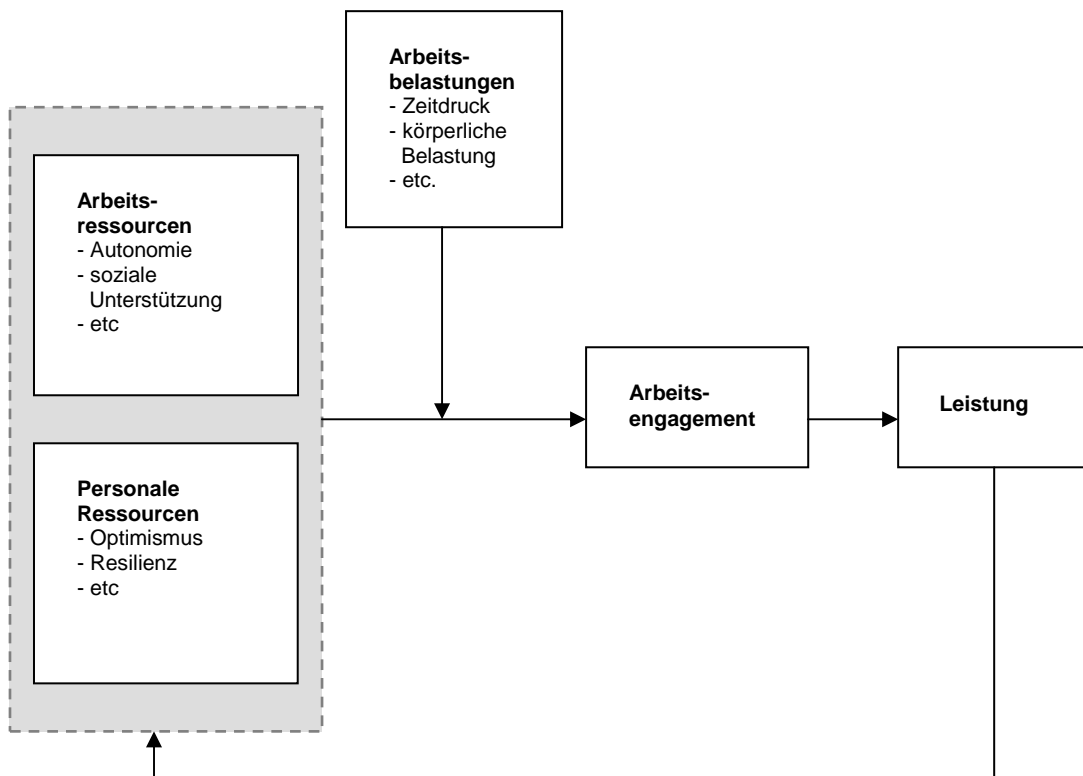 Arbeits-
belastungen
- Zeitdruck
- körperliche
Belastung
- etc.
Arbeits-
ressourcen
- Autonomie
- soziale
Unterstützung
- etc
Personale
Ressourcen
- Optimismus
- Resilienz
- etc
Arbeits-
engagement
Leistung